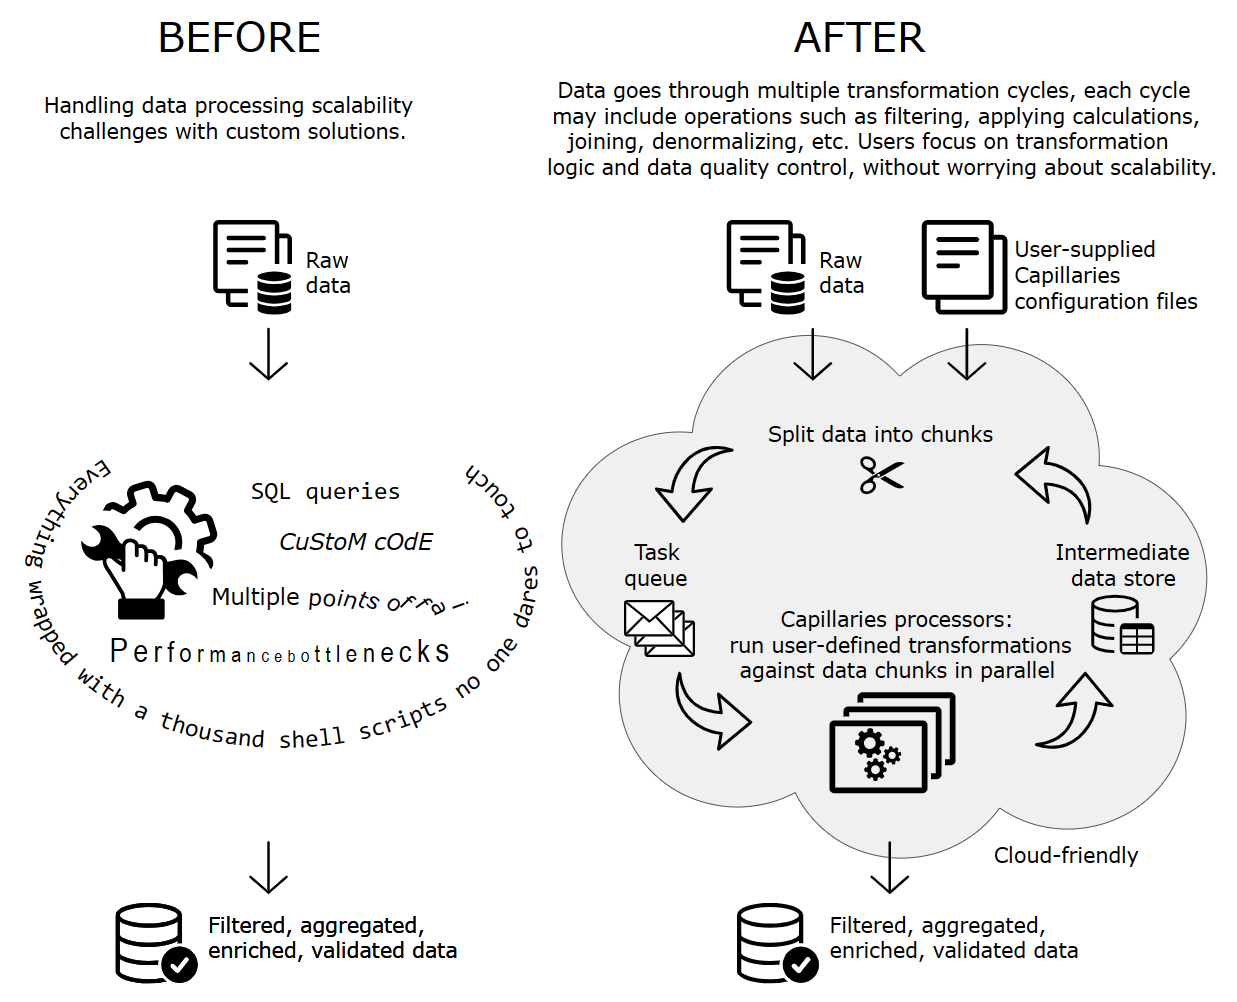 BEFORE
Handling data processing scalability
challenges with custom solutions.
Raw
data
Everything wrapped with a thousand shell scripts no one dares to touch
SQL queries
CuStoM cOdE
Multiple points of fai
Performancebottlenecks
Filtered, aggregated,
enriched, validated data
AFTER
Data goes through multiple transformation cycles, each cycle
may include operations such as filtering, applying calculations,
joining, denormalizing, etc. Users focus on transformation
logic and data quality control, without worrying about scalability.
Raw
data
User-supplied
Capillaries
configuration files
Split data into chunks
Task
queue
Intermediate
data store
Capillaries processors:
run user-defined transformations
against data chunks in parallel
Cloud-friendly
Filtered, aggregated,
enriched, validated data